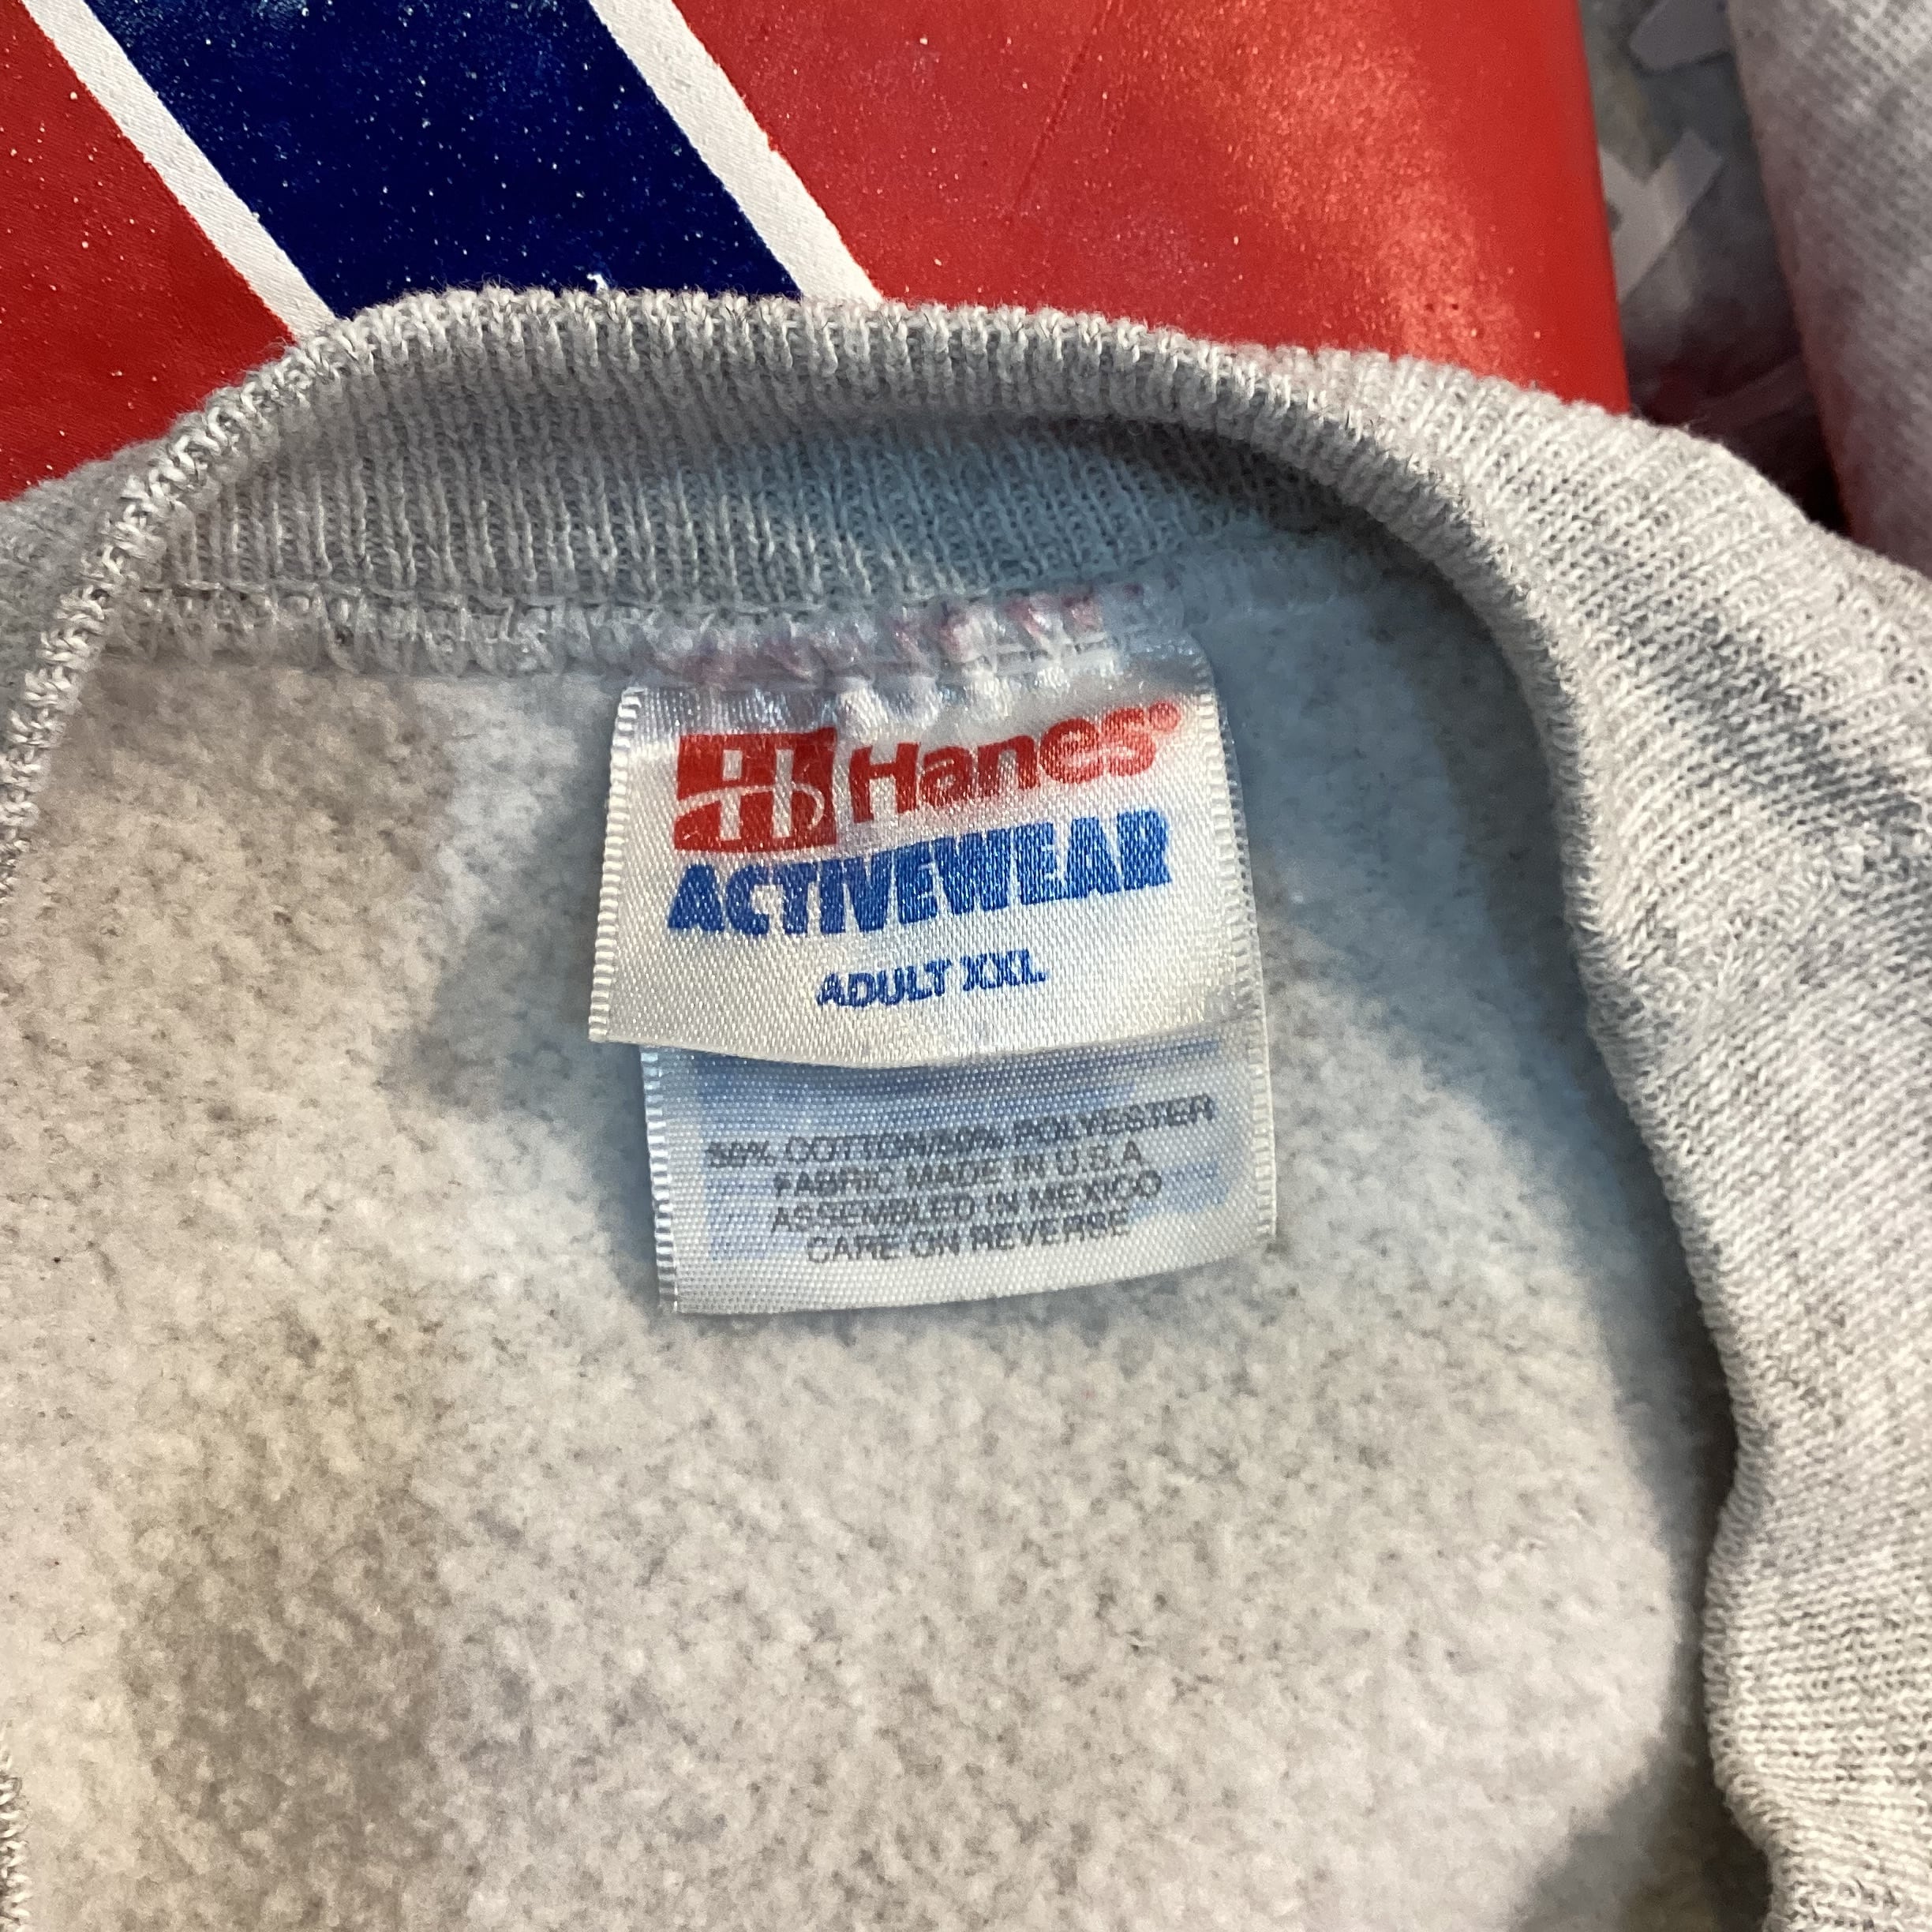 Hanes®
ACTIVEWEAR
ADULT XXL
50% COTTON/50% POLYESTER
FABRIC MADE IN U.S.A
ASSEMBLED IN MEXICO
CARE ON REVERSE